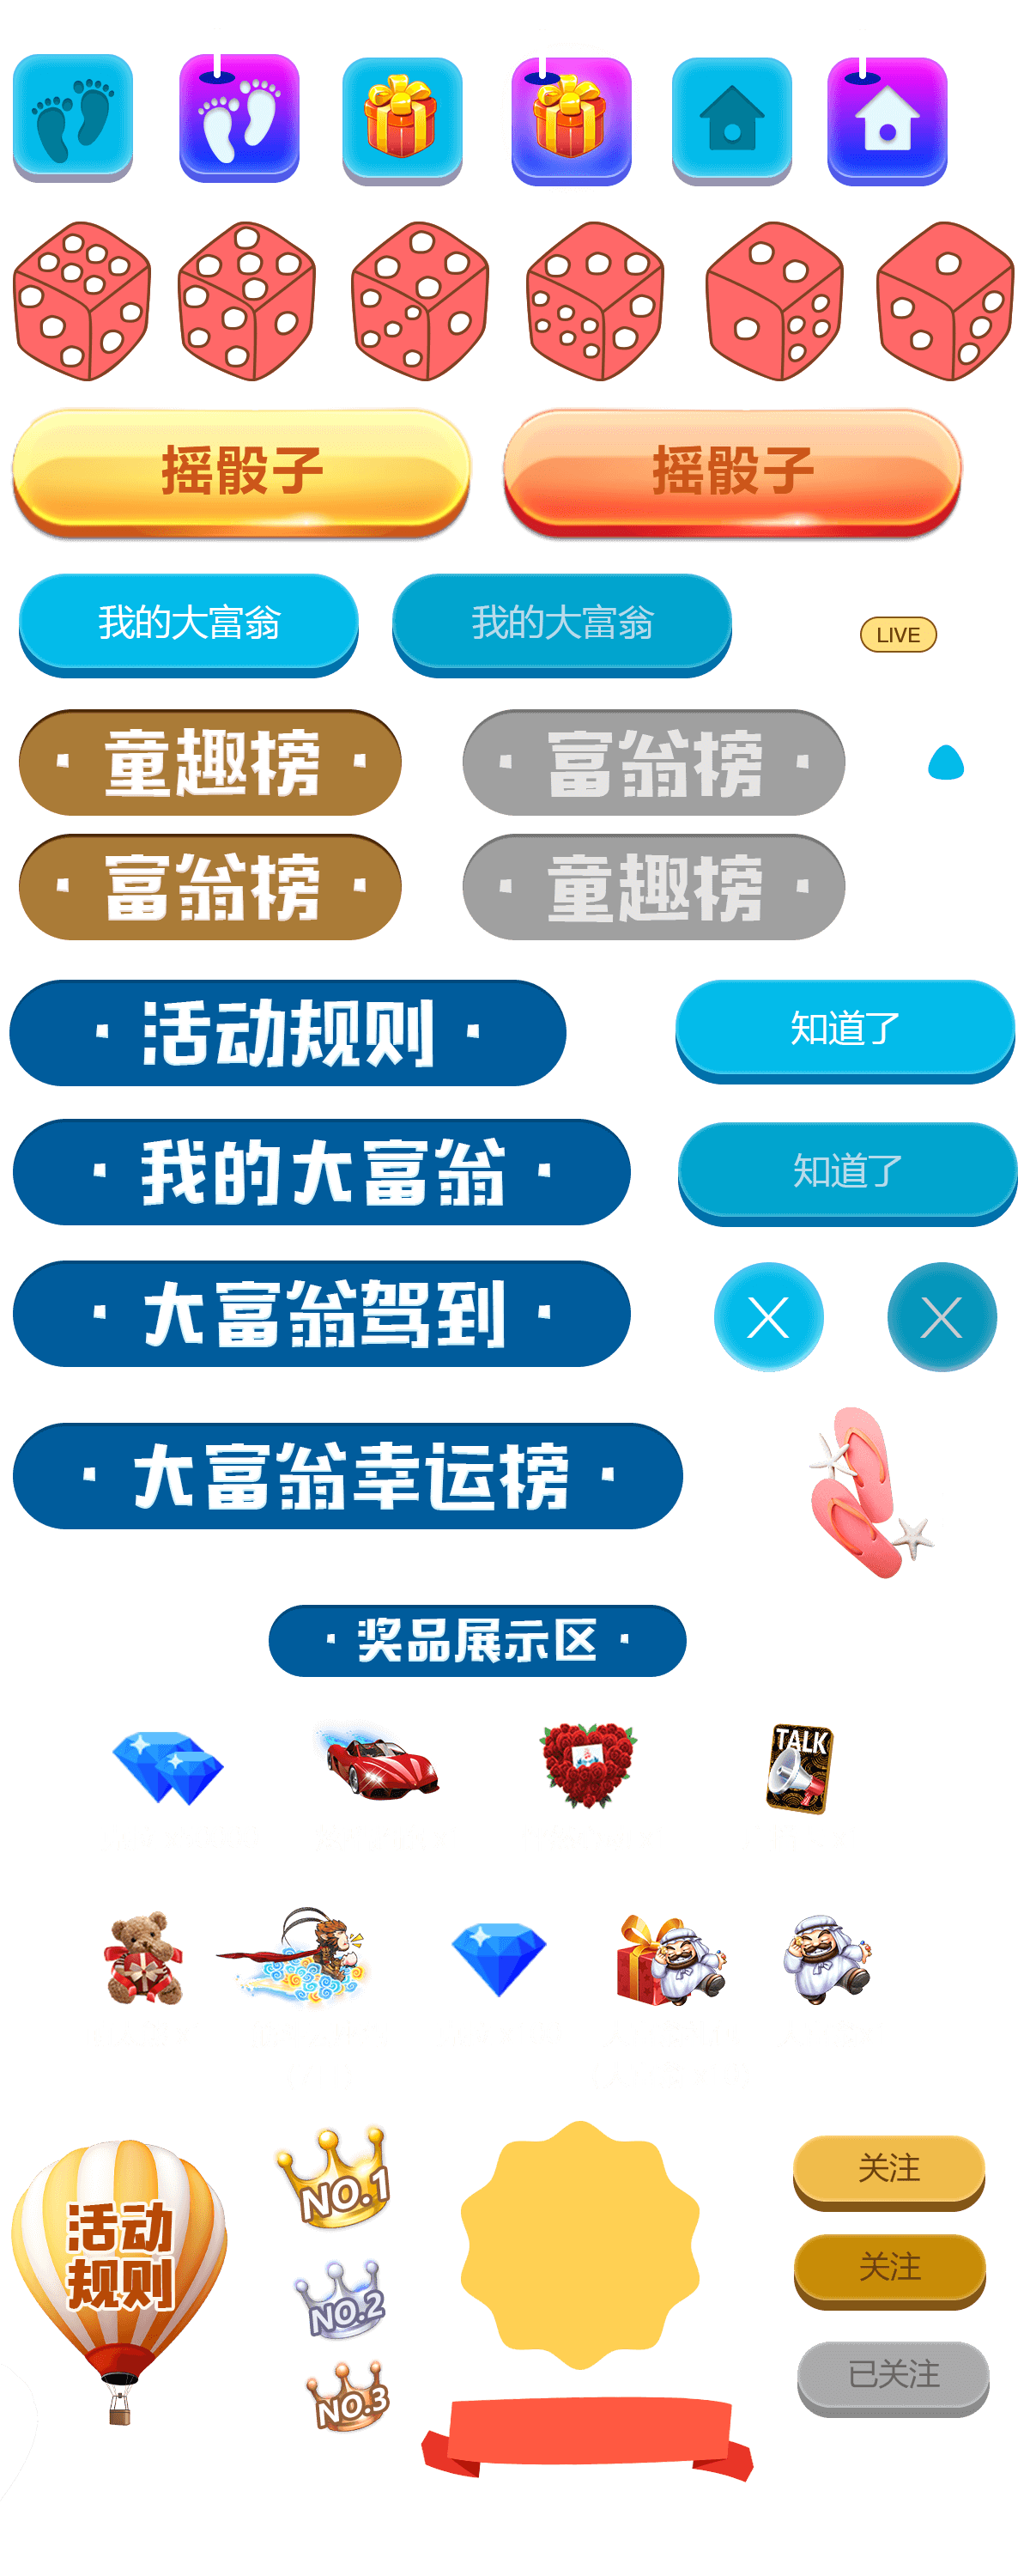 摇骰子
摇骰子
我的大富翁
我的大富翁
LIVE
· 童趣榜 ·
· 富翁榜 ·
· 富翁榜 ·
· 童趣榜 ·
· 活动规则 ·
知道了
· 我的大富翁 ·
知道了
· 大富翁驾到 ·
· 大富翁幸运榜 ·
· 奖品展示区 ·
TALK
活动
规则
NO.1
NO.2
NO.3
关注
关注
已关注